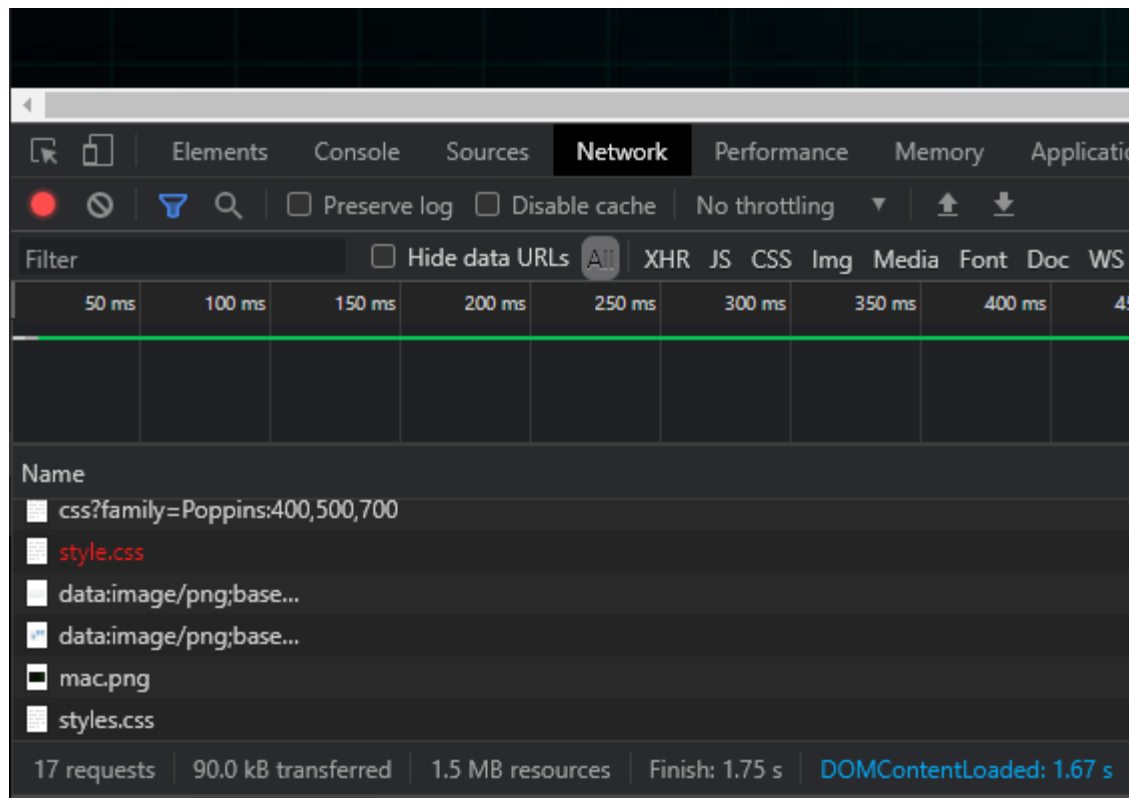 Elements Console Sources Network Performance Memory
Preserve log Disable cache No throttling
Filter Hide data URLs All XHR JS CSS Img Media Font Doc WS
50 ms 100 ms 150 ms 200 ms 250 ms 300 ms 350 ms 400 ms
Name
css?family=Poppins:400,500,700
style.css
data:image/png;base...
data:image/png;base...
mac.png
styles.css
17 requests 90.0 kB transferred 1.5 MB resources Finish: 1.75 s DOMContentLoaded: 1.67 s